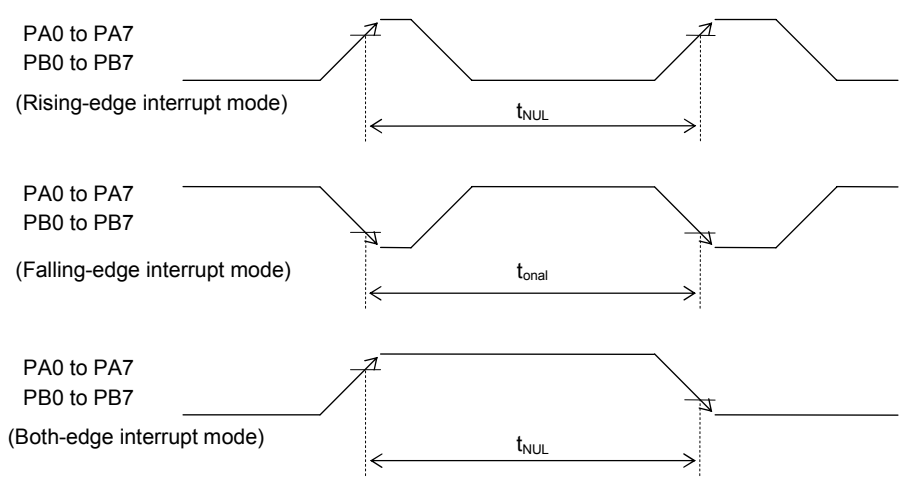 PA0 to PA7
PB0 to PB7
(Rising-edge interrupt mode)
tNUL
PA0 to PA7
PB0 to PB7
(Falling-edge interrupt mode)
tonal
PA0 to PA7
PB0 to PB7
(Both-edge interrupt mode)
tNUL